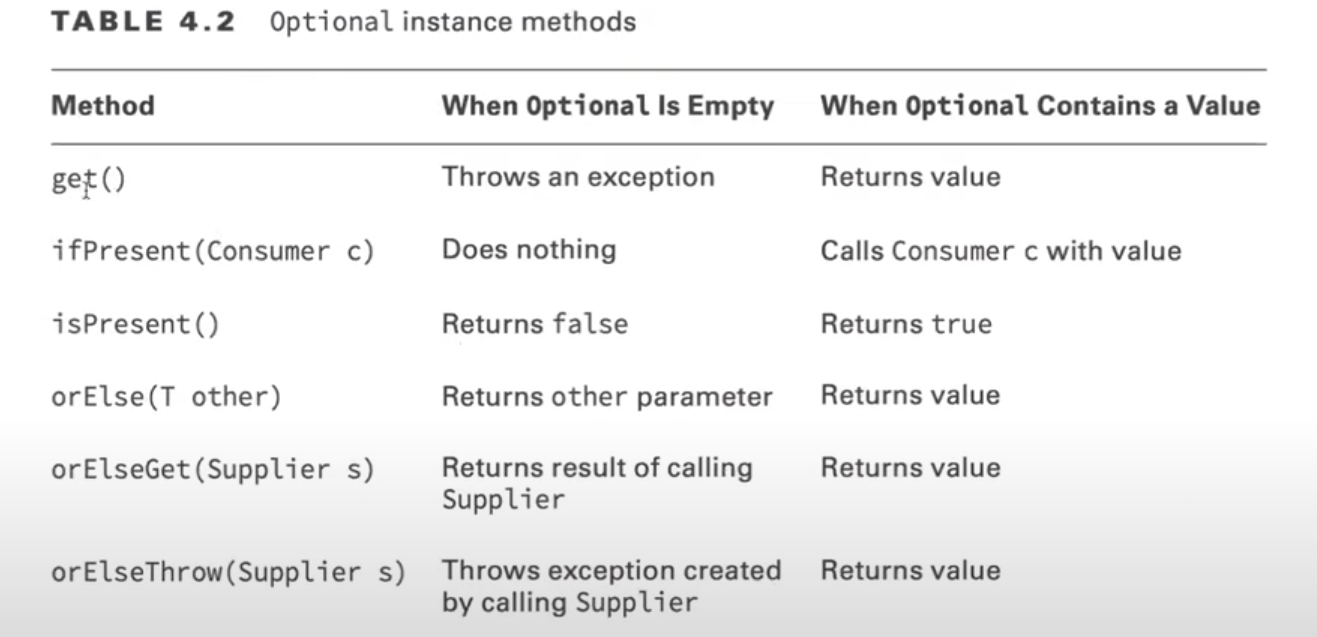 TABLE 4.2 Optional instance methods
Method When Optional Is Empty When Optional Contains a Value
get() Throws an exception Returns value
ifPresent(Consumer c) Does nothing Calls Consumer c with value
isPresent() Returns false Returns true
orElse(T other) Returns other parameter Returns value
orElseGet(Supplier s) Returns result of calling Returns value
Supplier
orElseThrow(Supplier s) Throws exception created Returns value
by calling Supplier